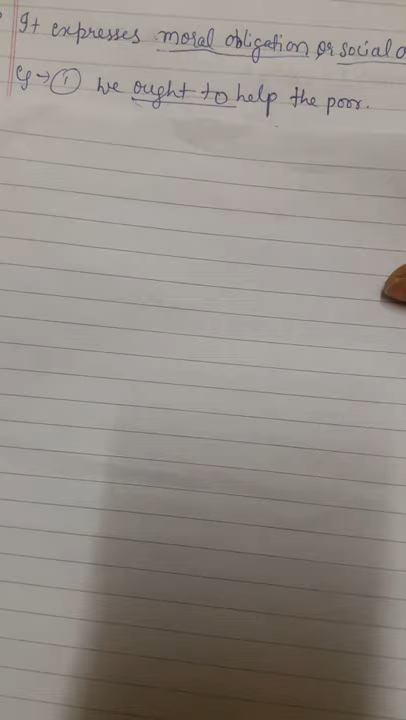 It expresses moral obligation or social
eg → ① We ought to help the poor.